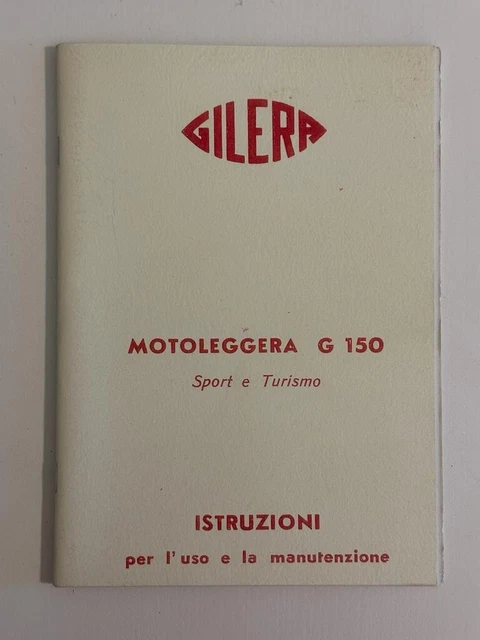 GILERA
MOTOLEGGERA G 150
Sport e Turismo
ISTRUZIONI
per l'uso e la manutenzione